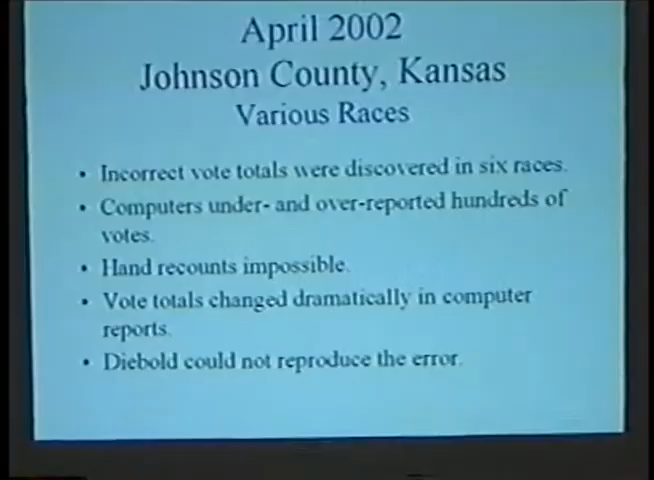 April 2002
Johnson County, Kansas
Various Races
• Incorrect vote totals were discovered in six races.
• Computers under- and over-reported hundreds of
votes.
• Hand recounts impossible.
• Vote totals changed dramatically in computer
reports.
• Diebold could not reproduce the error.